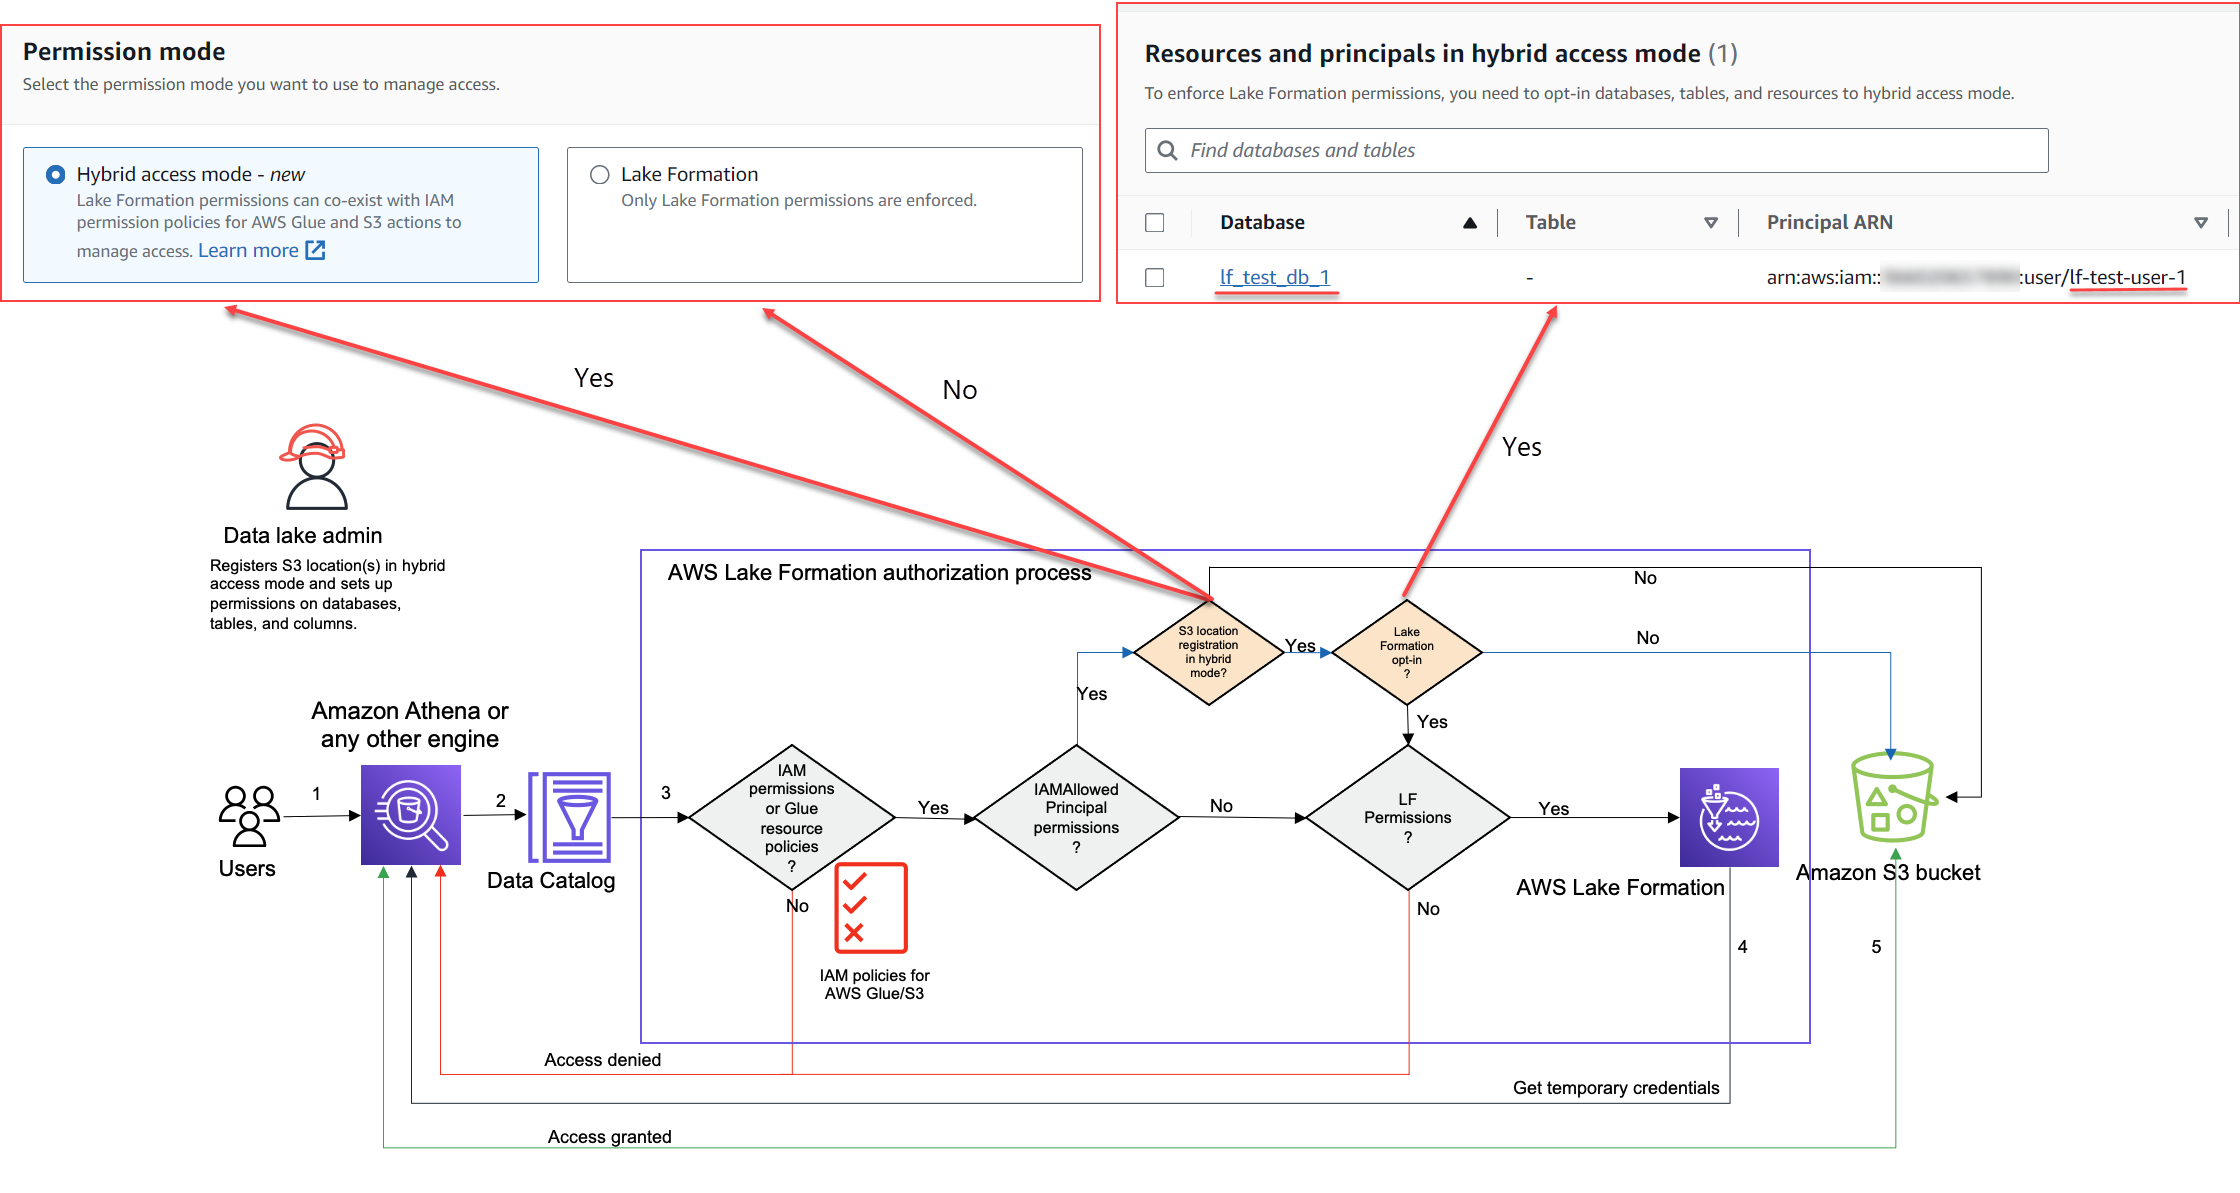 Permission mode
Select the permission mode you want to use to manage access.
Hybrid access mode - new
Lake Formation permissions can co-exist with IAM
permission policies for AWS Glue and S3 actions to
manage access. Learn more
Lake Formation
Only Lake Formation permissions are enforced.
Resources and principals in hybrid access mode (1)
To enforce Lake Formation permissions, you need to opt-in databases, tables, and resources to hybrid access mode.
Find databases and tables
Database
Table
Principal ARN
lf_test_db_1
-
arn:aws:iam::
:user/lf-test-user-1
Yes
No
Yes
Data lake admin
Registers S3 location(s) in hybrid
access mode and sets up
permissions on databases,
tables, and columns.
AWS Lake Formation authorization process
No
S3 location
registration
in hybrid
mode?
Yes
Lake
Formation
opt-in
?
No
Yes
Yes
Amazon Athena or
any other engine
Users
1
2
Data Catalog
3
IAM
permissions
or Glue
resource
policies
?
Yes
IAMAllowed
Principal
permissions
?
No
LF
Permissions
?
Yes
AWS Lake Formation
Amazon S3 bucket
No
IAM policies for
AWS Glue/S3
No
4
5
Access denied
Get temporary credentials
Access granted